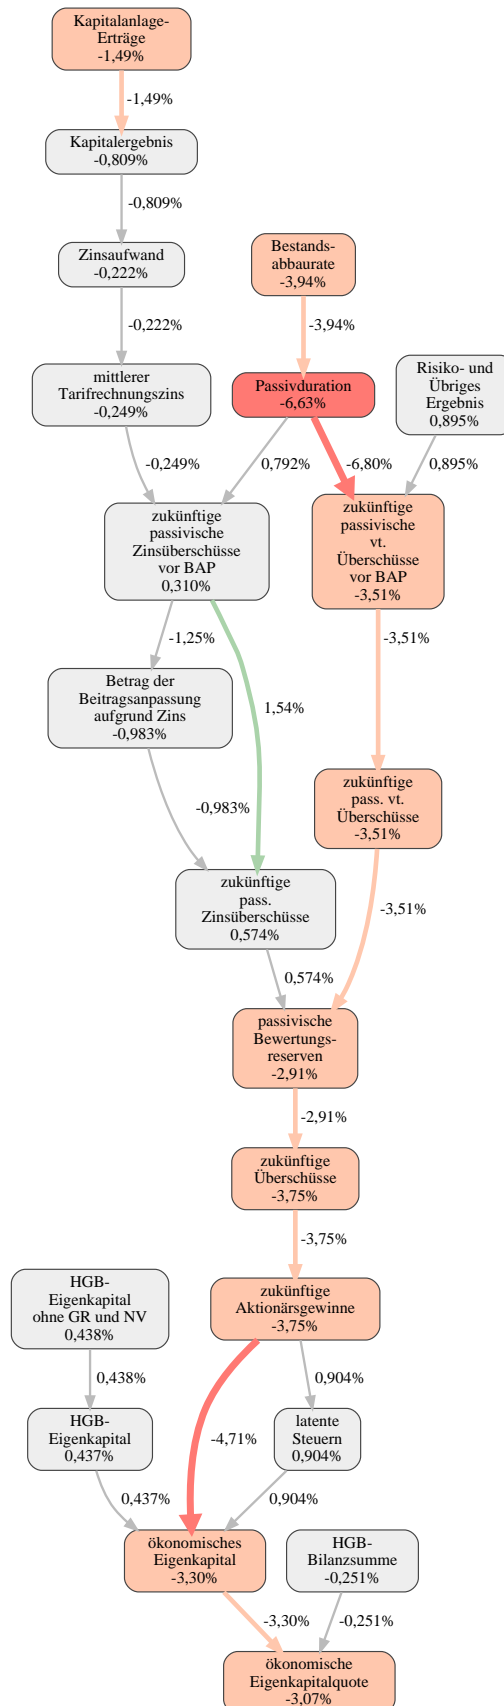 Kapitalanlage-
Erträge
-1,49%
-1,49%
Kapitalergebnis
-0,809%
-0,809%
Zinsaufwand
-0,222%
Bestands-
abbaurate
-3,94%
-0,222%
-3,94%
mittlerer
Tarifrechnungszins
-0,249%
Passivduration
-6,63%
Risiko- und
Übriges
Ergebnis
0,895%
-0,249%
0,792%
-6,80%
0,895%
zukünftige
passivische
Zinsüberschüsse
vor BAP
0,310%
zukünftige
passivische
vt.
Überschüsse
vor BAP
-3,51%
-1,25%
-3,51%
Betrag der
Beitragsanpassung
aufgrund Zins
-0,983%
1,54%
-0,983%
zukünftige
pass. vt.
Überschüsse
-3,51%
zukünftige
pass.
Zinsüberschüsse
0,574%
-3,51%
0,574%
passivische
Bewertungs-
reserven
-2,91%
-2,91%
zukünftige
Überschüsse
-3,75%
-3,75%
HGB-
Eigenkapital
ohne GR und NV
0,438%
zukünftige
Aktionärsgewinne
-3,75%
0,438%
0,904%
HGB-
Eigenkapital
0,437%
-4,71%
latente
Steuern
0,904%
0,437%
0,904%
ökonomisches
Eigenkapital
-3,30%
HGB-
Bilanzsumme
-0,251%
-3,30%
-0,251%
ökonomische
Eigenkapitalquote
-3,07%